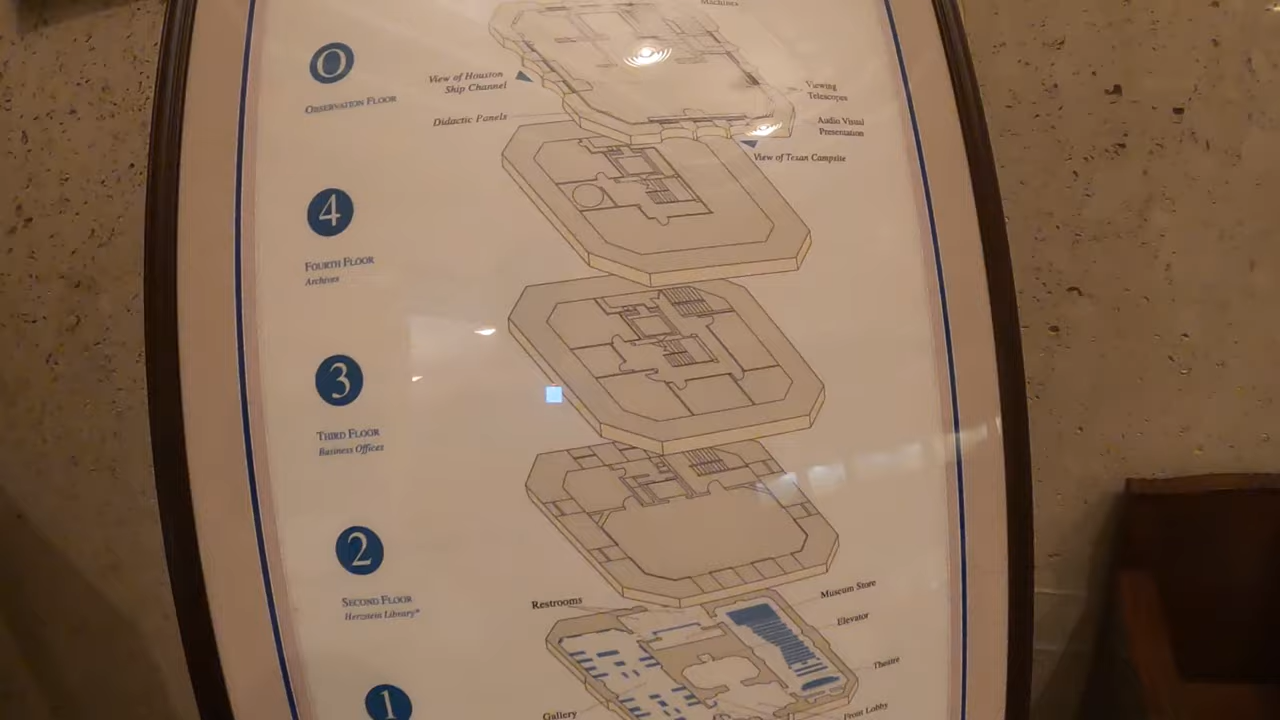 Machines
O
OBSERVATION FLOOR
View of Houston
Ship Channel
Didactic Panels
Viewing
Telescopes
Audio Visual
Presentation
View of Texan Campsite
4
FOURTH FLOOR
Archives
3
THIRD FLOOR
Business Offices
2
SECOND FLOOR
Herzstein Library*
Restrooms
Museum Store
Elevator
Theatre
Front Lobby
Gallery
1